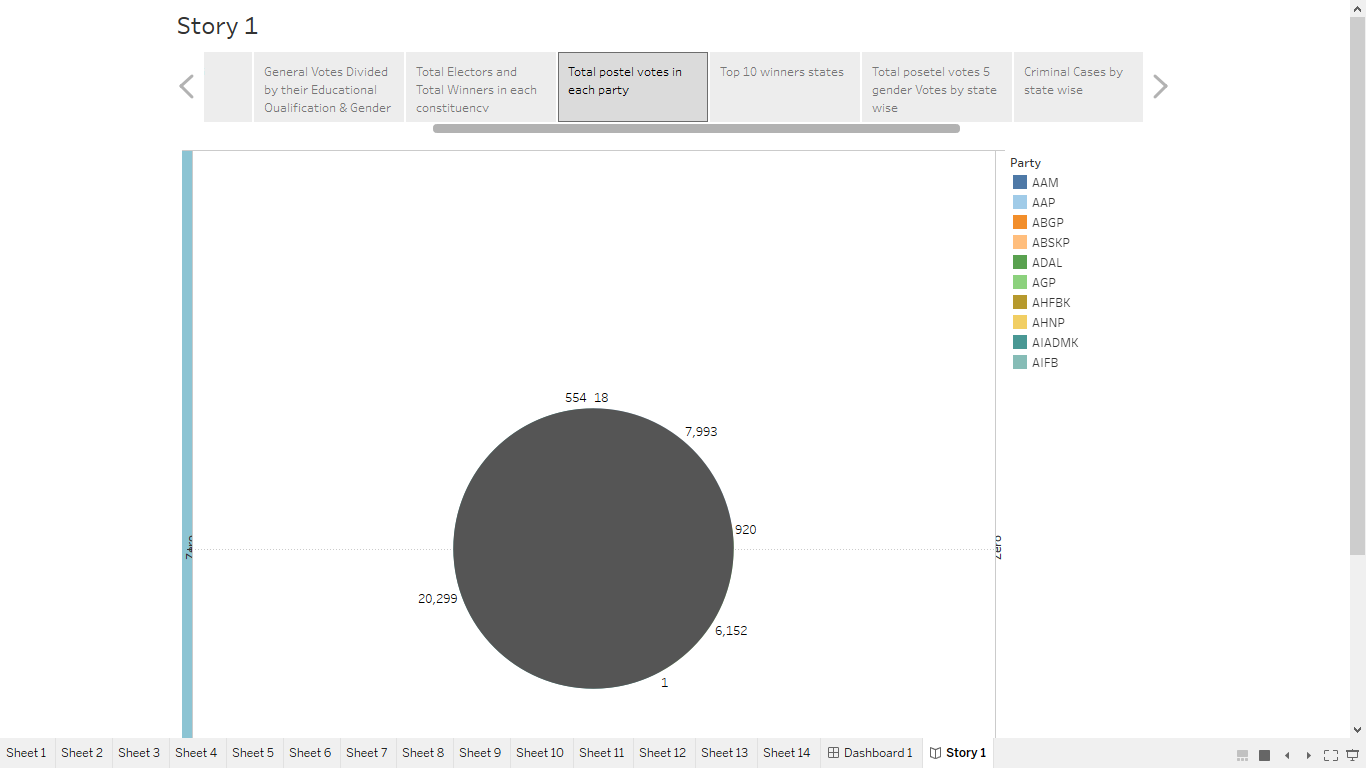 Story 1
General Votes Divided
by their Educational
Qualification & Gender
Total Electors and
Total Winners in each
constituency
Total postel votes in
each party
Top 10 winners states
Total posetel votes 5
gender Votes by state
wise
Criminal Cases by
state wise
Party
AAM
AAP
ABGP
ABSKP
ADAL
AGP
AHFBK
AHNP
AIADMK
AIFB
554 18
7,993
920
Zero
Zero
20,299
6,152
1
Sheet 1 Sheet 2 Sheet 3 Sheet 4 Sheet 5 Sheet 6 Sheet 7 Sheet 8 Sheet 9 Sheet 10 Sheet 11 Sheet 12 Sheet 13 Sheet 14 Dashboard 1 Story 1